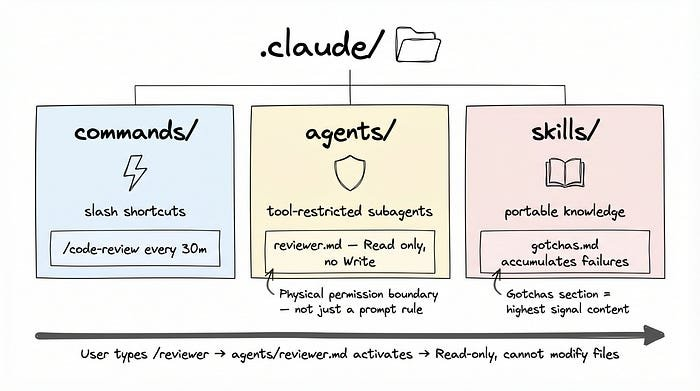 .claude/
commands/
slash shortcuts
/code-review every 30m
agents/
tool-restricted subagents
reviewer.md — Read only,
no Write
Physical permission boundary
— not just a prompt rule
skills/
portable knowledge
gotchas.md
accumulates failures
Gotchas section =
highest signal content
User types /reviewer → agents/reviewer.md activates → Read-only, cannot modify files